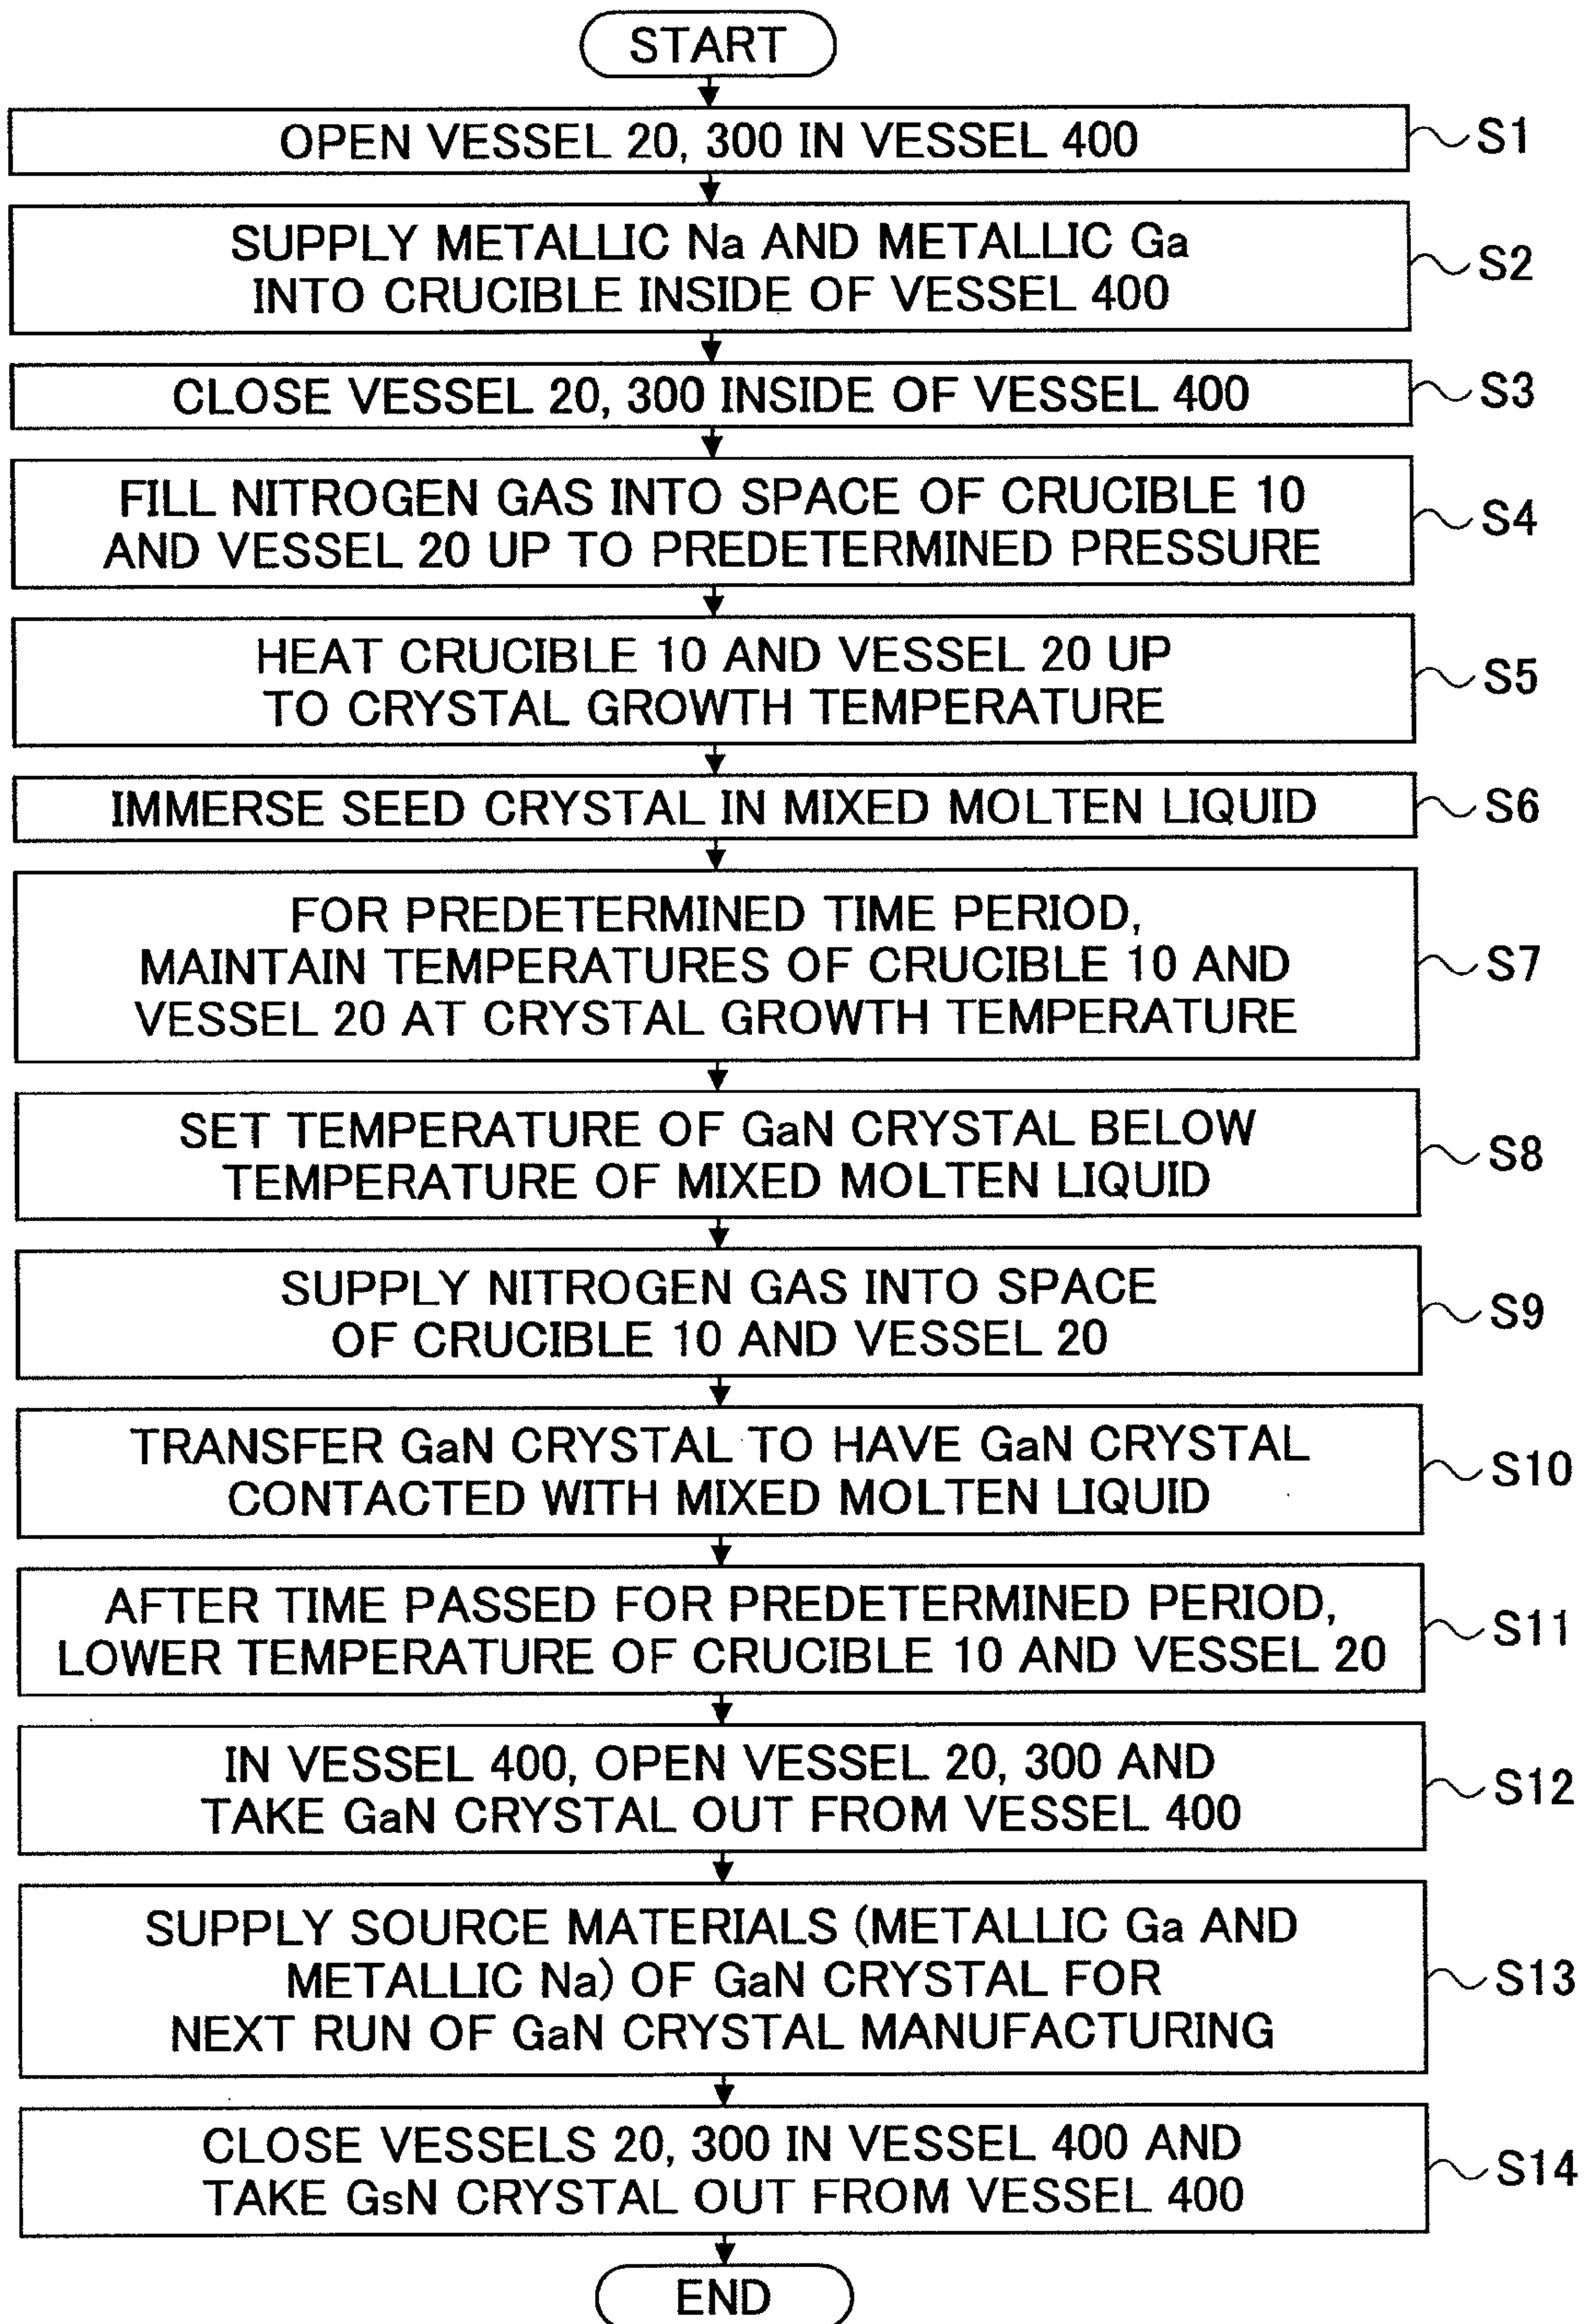 START
OPEN VESSEL 20, 300 IN VESSEL 400
S1
SUPPLY METALLIC Na AND METALLIC Ga
INTO CRUCIBLE INSIDE OF VESSEL 400
S2
CLOSE VESSEL 20, 300 INSIDE OF VESSEL 400
S3
FILL NITROGEN GAS INTO SPACE OF CRUCIBLE 10
AND VESSEL 20 UP TO PREDETERMINED PRESSURE
S4
HEAT CRUCIBLE 10 AND VESSEL 20 UP
TO CRYSTAL GROWTH TEMPERATURE
S5
IMMERSE SEED CRYSTAL IN MIXED MOLTEN LIQUID
S6
FOR PREDETERMINED TIME PERIOD,
MAINTAIN TEMPERATURES OF CRUCIBLE 10 AND
VESSEL 20 AT CRYSTAL GROWTH TEMPERATURE
S7
SET TEMPERATURE OF GaN CRYSTAL BELOW
TEMPERATURE OF MIXED MOLTEN LIQUID
S8
SUPPLY NITROGEN GAS INTO SPACE
OF CRUCIBLE 10 AND VESSEL 20
S9
TRANSFER GaN CRYSTAL TO HAVE GaN CRYSTAL
CONTACTED WITH MIXED MOLTEN LIQUID
S10
AFTER TIME PASSED FOR PREDETERMINED PERIOD,
LOWER TEMPERATURE OF CRUCIBLE 10 AND VESSEL 20
S11
IN VESSEL 400, OPEN VESSEL 20, 300 AND
TAKE GaN CRYSTAL OUT FROM VESSEL 400
S12
SUPPLY SOURCE MATERIALS (METALLIC Ga AND
METALLIC Na) OF GaN CRYSTAL FOR
NEXT RUN OF GaN CRYSTAL MANUFACTURING
S13
CLOSE VESSELS 20, 300 IN VESSEL 400 AND
TAKE GsN CRYSTAL OUT FROM VESSEL 400
S14
END